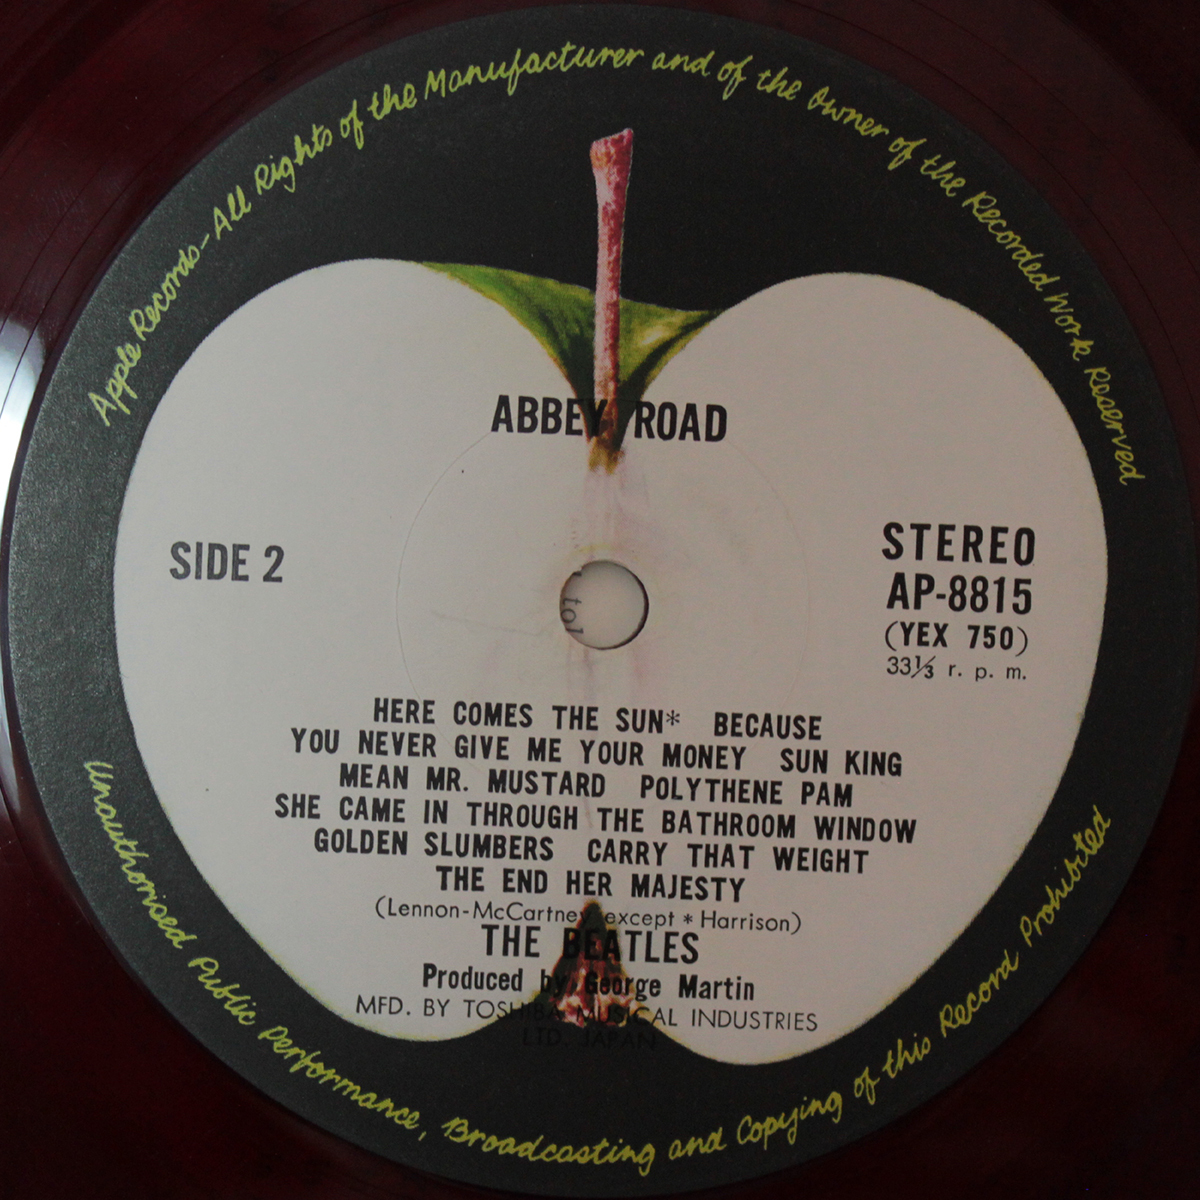 Apple Records-All Rights of the Manufacturer and of the Owner of the Recorded Work Reserved
ABBEY ROAD
SIDE 2
STEREO
AP-8815
(YEX 750)
33⅓ r. p. m.
HERE COMES THE SUN* BECAUSE
YOU NEVER GIVE ME YOUR MONEY SUN KING
MEAN MR. MUSTARD POLYTHENE PAM
SHE CAME IN THROUGH THE BATHROOM WINDOW
GOLDEN SLUMBERS CARRY THAT WEIGHT
THE END HER MAJESTY
(Lennon-McCartney except * Harrison)
THE BEATLES
Produced by George Martin
MFD. BY TOSHIBA MUSICAL INDUSTRIES
LTD. JAPAN
Unauthorised Public Performance, Broadcasting and Copying of this Record Prohibited